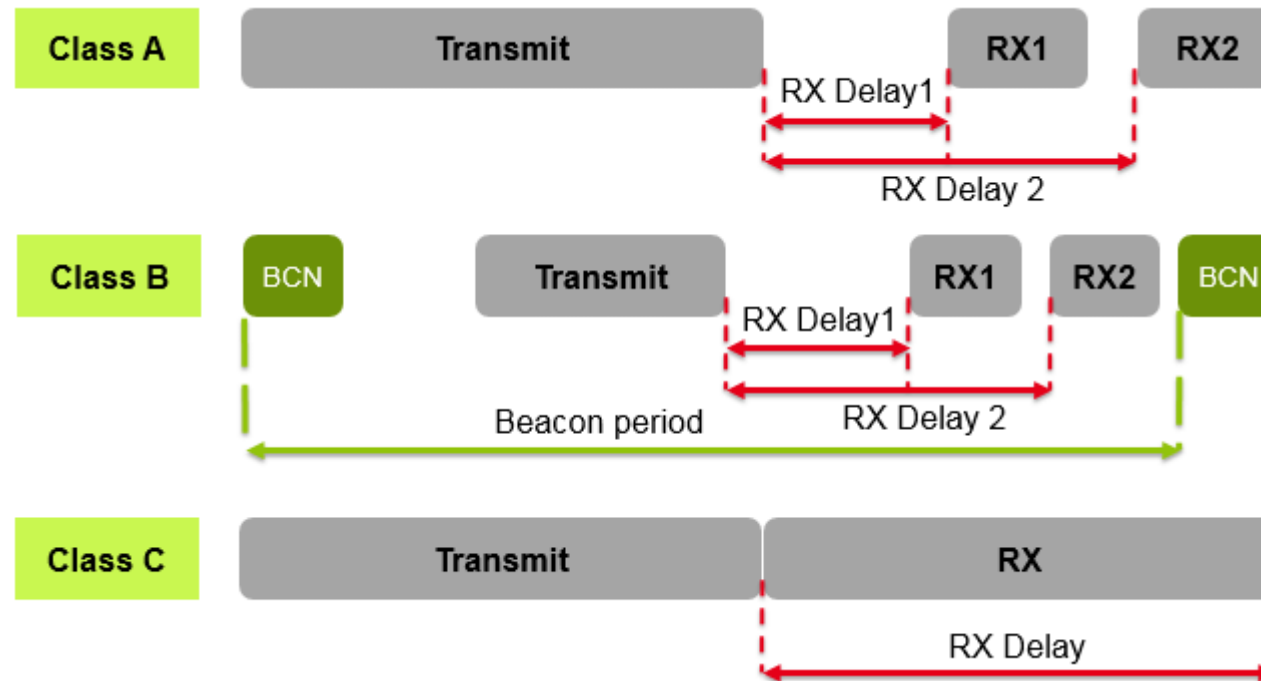 Class A
Transmit
RX1
RX2
RX Delay1
RX Delay 2
Class B
BCN
Transmit
RX1
RX2
BCN
RX Delay1
RX Delay 2
Beacon period
Class C
Transmit
RX
RX Delay